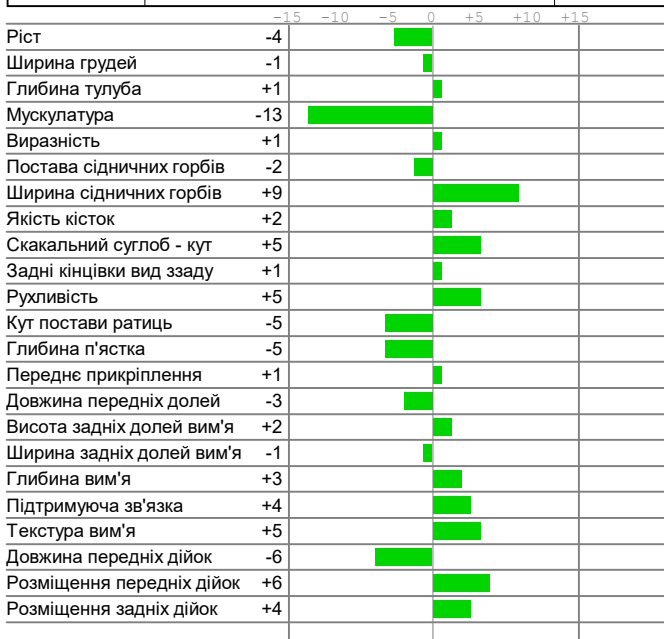 -15 -10 -5 0 +5 +10 +15
Ріст -4
Ширина грудей -1
Глибина тулуба +1
Мускулатура -13
Виразність +1
Постава сідничних горбів -2
Ширина сідничних горбів +9
Якість кісток +2
Скакальний суглоб - кут +5
Задні кінцівки вид ззаду +1
Рухливість +5
Кут постави ратиць -5
Глибина п'ястка -5
Переднє прикріплення +1
Довжина передніх долей -3
Висота задніх долей вим'я +2
Ширина задніх долей вим'я -1
Глибина вим'я +3
Підтримуюча зв'язка +4
Текстура вим'я +5
Довжина передніх дійок -6
Розміщення передніх дійок +6
Розміщення задніх дійок +4